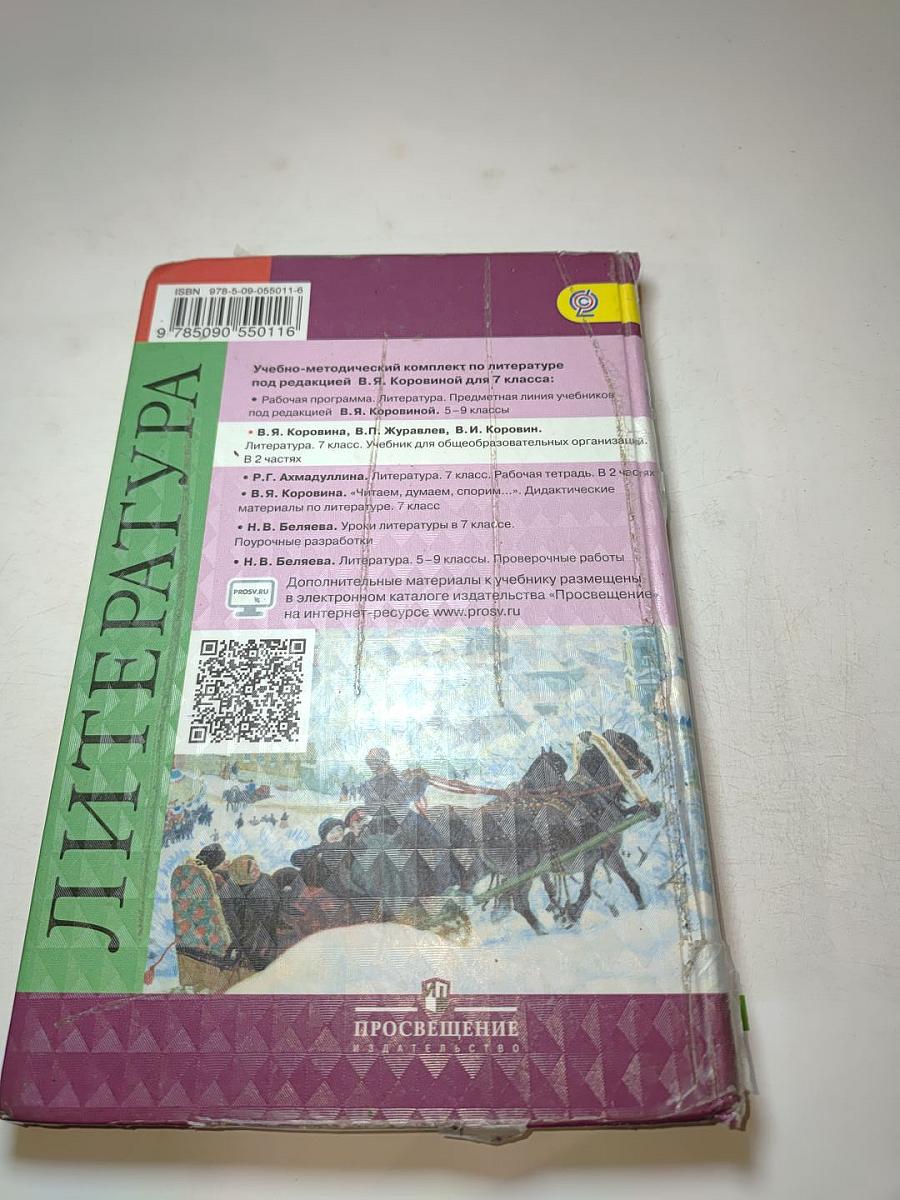 ISBN 978-5-09-055011-6
9 785090 550116
ЛИТЕРАТУРА
Учебно-методический комплект по литературе
под редакцией В.Я. Коровиной для 7 класса:
• Рабочая программа. Литература. Предметная линия учебников
под редакцией В.Я. Коровиной. 5–9 классы
• В.Я. Коровина, В.П. Журавлев, В.И. Коровин.
Литература. 7 класс. Учебник для общеобразовательных организаций.
В 2 частях
• Р.Г. Ахмадуллина. Литература. 7 класс. Рабочая тетрадь. В 2 частях
• В.Я. Коровина. «Читаем, думаем, спорим...». Дидактические
материалы по литературе. 7 класс
• Н.В. Беляева. Уроки литературы в 7 классе.
Поурочные разработки
• Н.В. Беляева. Литература. 5–9 классы. Проверочные работы
PROSV.RU
Дополнительные материалы к учебнику размещены
в электронном каталоге издательства «Просвещение»
на интернет-ресурсе www.prosv.ru
ПРОСВЕЩЕНИЕ
ИЗДАТЕЛЬСТВО